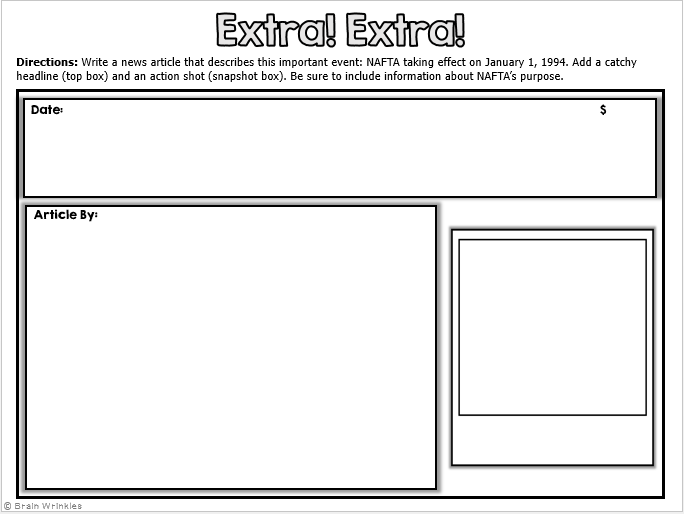 Extra! Extra!
Directions: Write a news article that describes this important event: NAFTA taking effect on January 1, 1994. Add a catchy
headline (top box) and an action shot (snapshot box). Be sure to include information about NAFTA's purpose.
Date: $
Article By:
© Brain Wrinkles